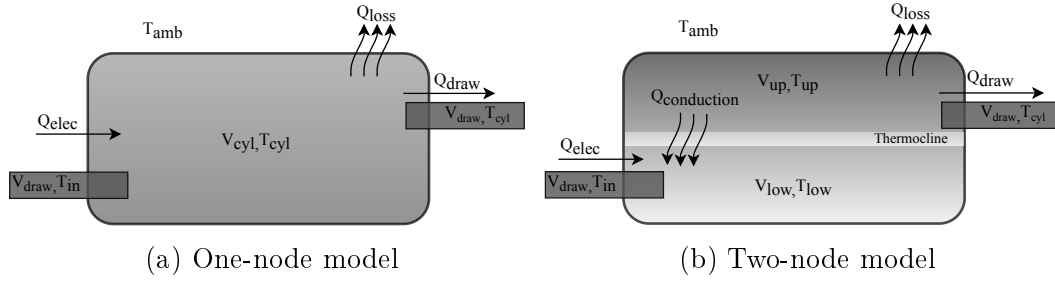 T_amb
Q_loss
Q_draw
V_draw,T_cyl
Q_elec
V_cyl,T_cyl
V_draw,T_in
(a) One-node model
T_amb
Q_loss
V_up,T_up
Q_draw
V_draw,T_cyl
Q_conduction
Thermocline
Q_elec
V_draw,T_in
V_low,T_low
(b) Two-node model